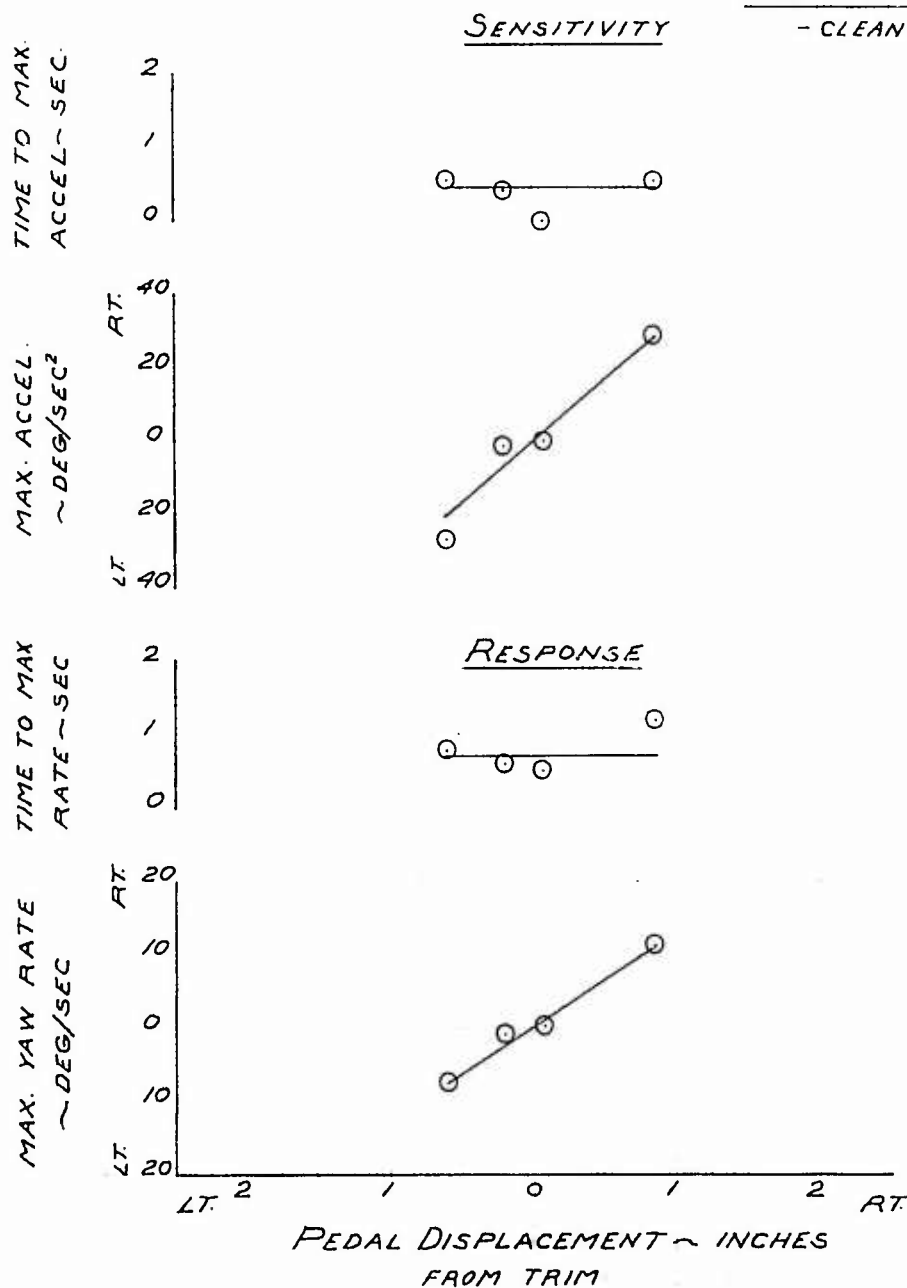 SENSITIVITY
- CLEAN
TIME TO MAX.
ACCEL ~ SEC
2
1
0
MAX. ACCEL.
~ DEG/SEC²
RT.
40
20
0
20
LT. 40
RESPONSE
TIME TO MAX
RATE ~ SEC
2
1
0
MAX. YAW RATE
~ DEG/SEC
RT. 20
10
0
10
LT. 20
LT. 2 1 0 1 2 RT.
PEDAL DISPLACEMENT ~ INCHES
FROM TRIM